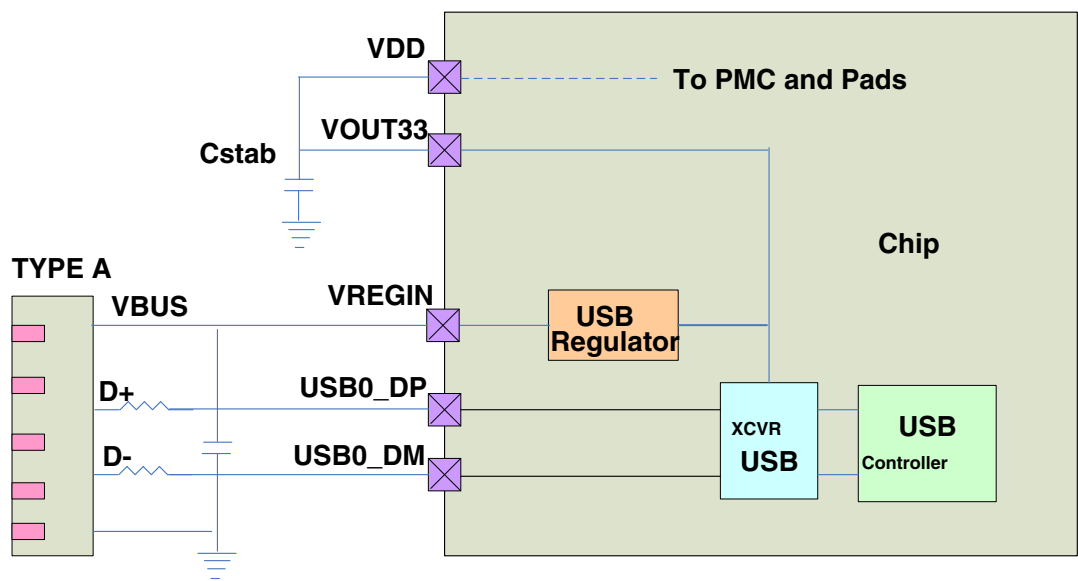 VDD
To PMC and Pads
VOUT33
Cstab
Chip
TYPE A
VBUS
VREGIN
USB
Regulator
D+
USB0_DP
XCVR
USB
USB
Controller
D-
USB0_DM